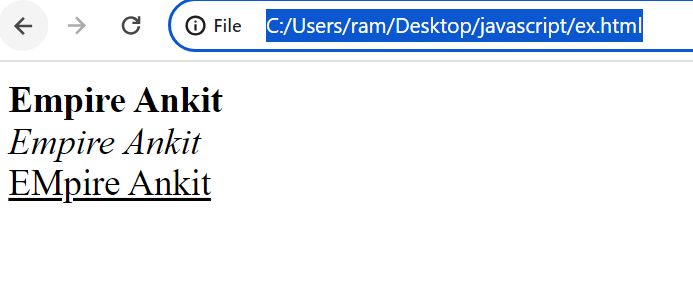 File C:/Users/ram/Desktop/javascript/ex.html
Empire Ankit
Empire Ankit
EMpire Ankit